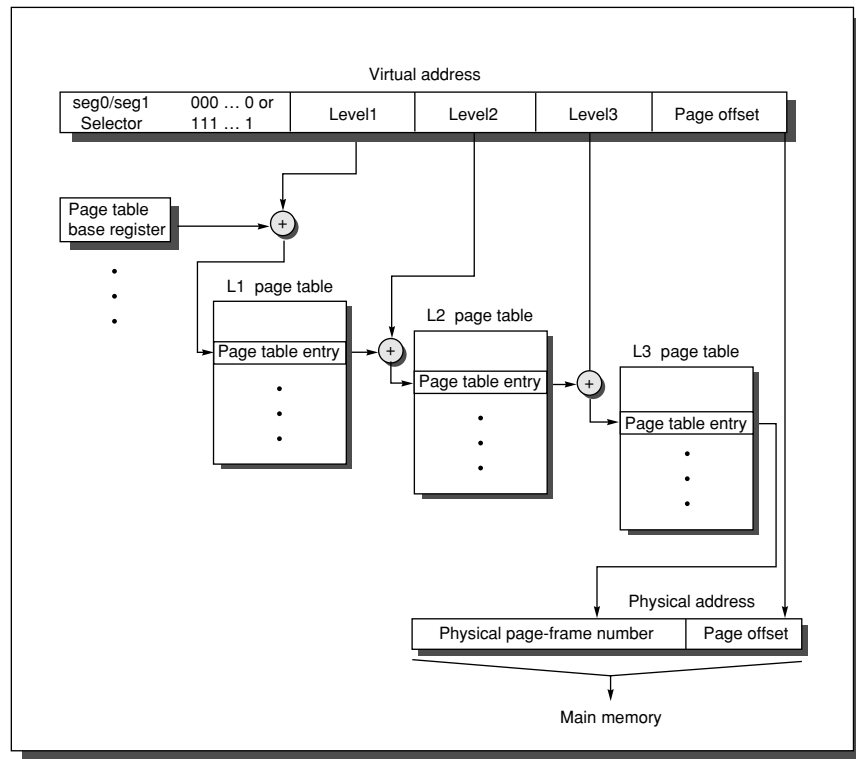 Virtual address
seg0/seg1 000 … 0 or
Selector 111 … 1
Level1
Level2
Level3
Page offset
Page table
base register
+
L1 page table
Page table entry
+
L2 page table
Page table entry
+
L3 page table
Page table entry
Physical address
Physical page-frame number
Page offset
Main memory